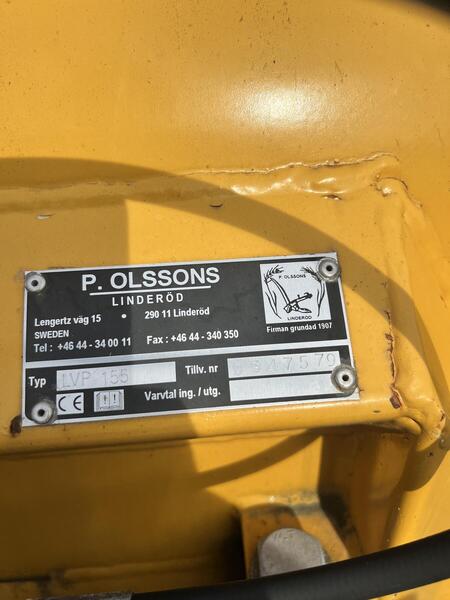 P. OLSSONS
LINDERÖD
Lengertz väg 15 • 290 11 Linderöd
SWEDEN
Tel : +46 44 - 34 00 11 Fax : +46 44 - 340 350
P. OLSSONS
LINDERÖD
Firman grundad 1907
Typ LVP 155 Tillv. nr
CE Varvtal ing. / utg.